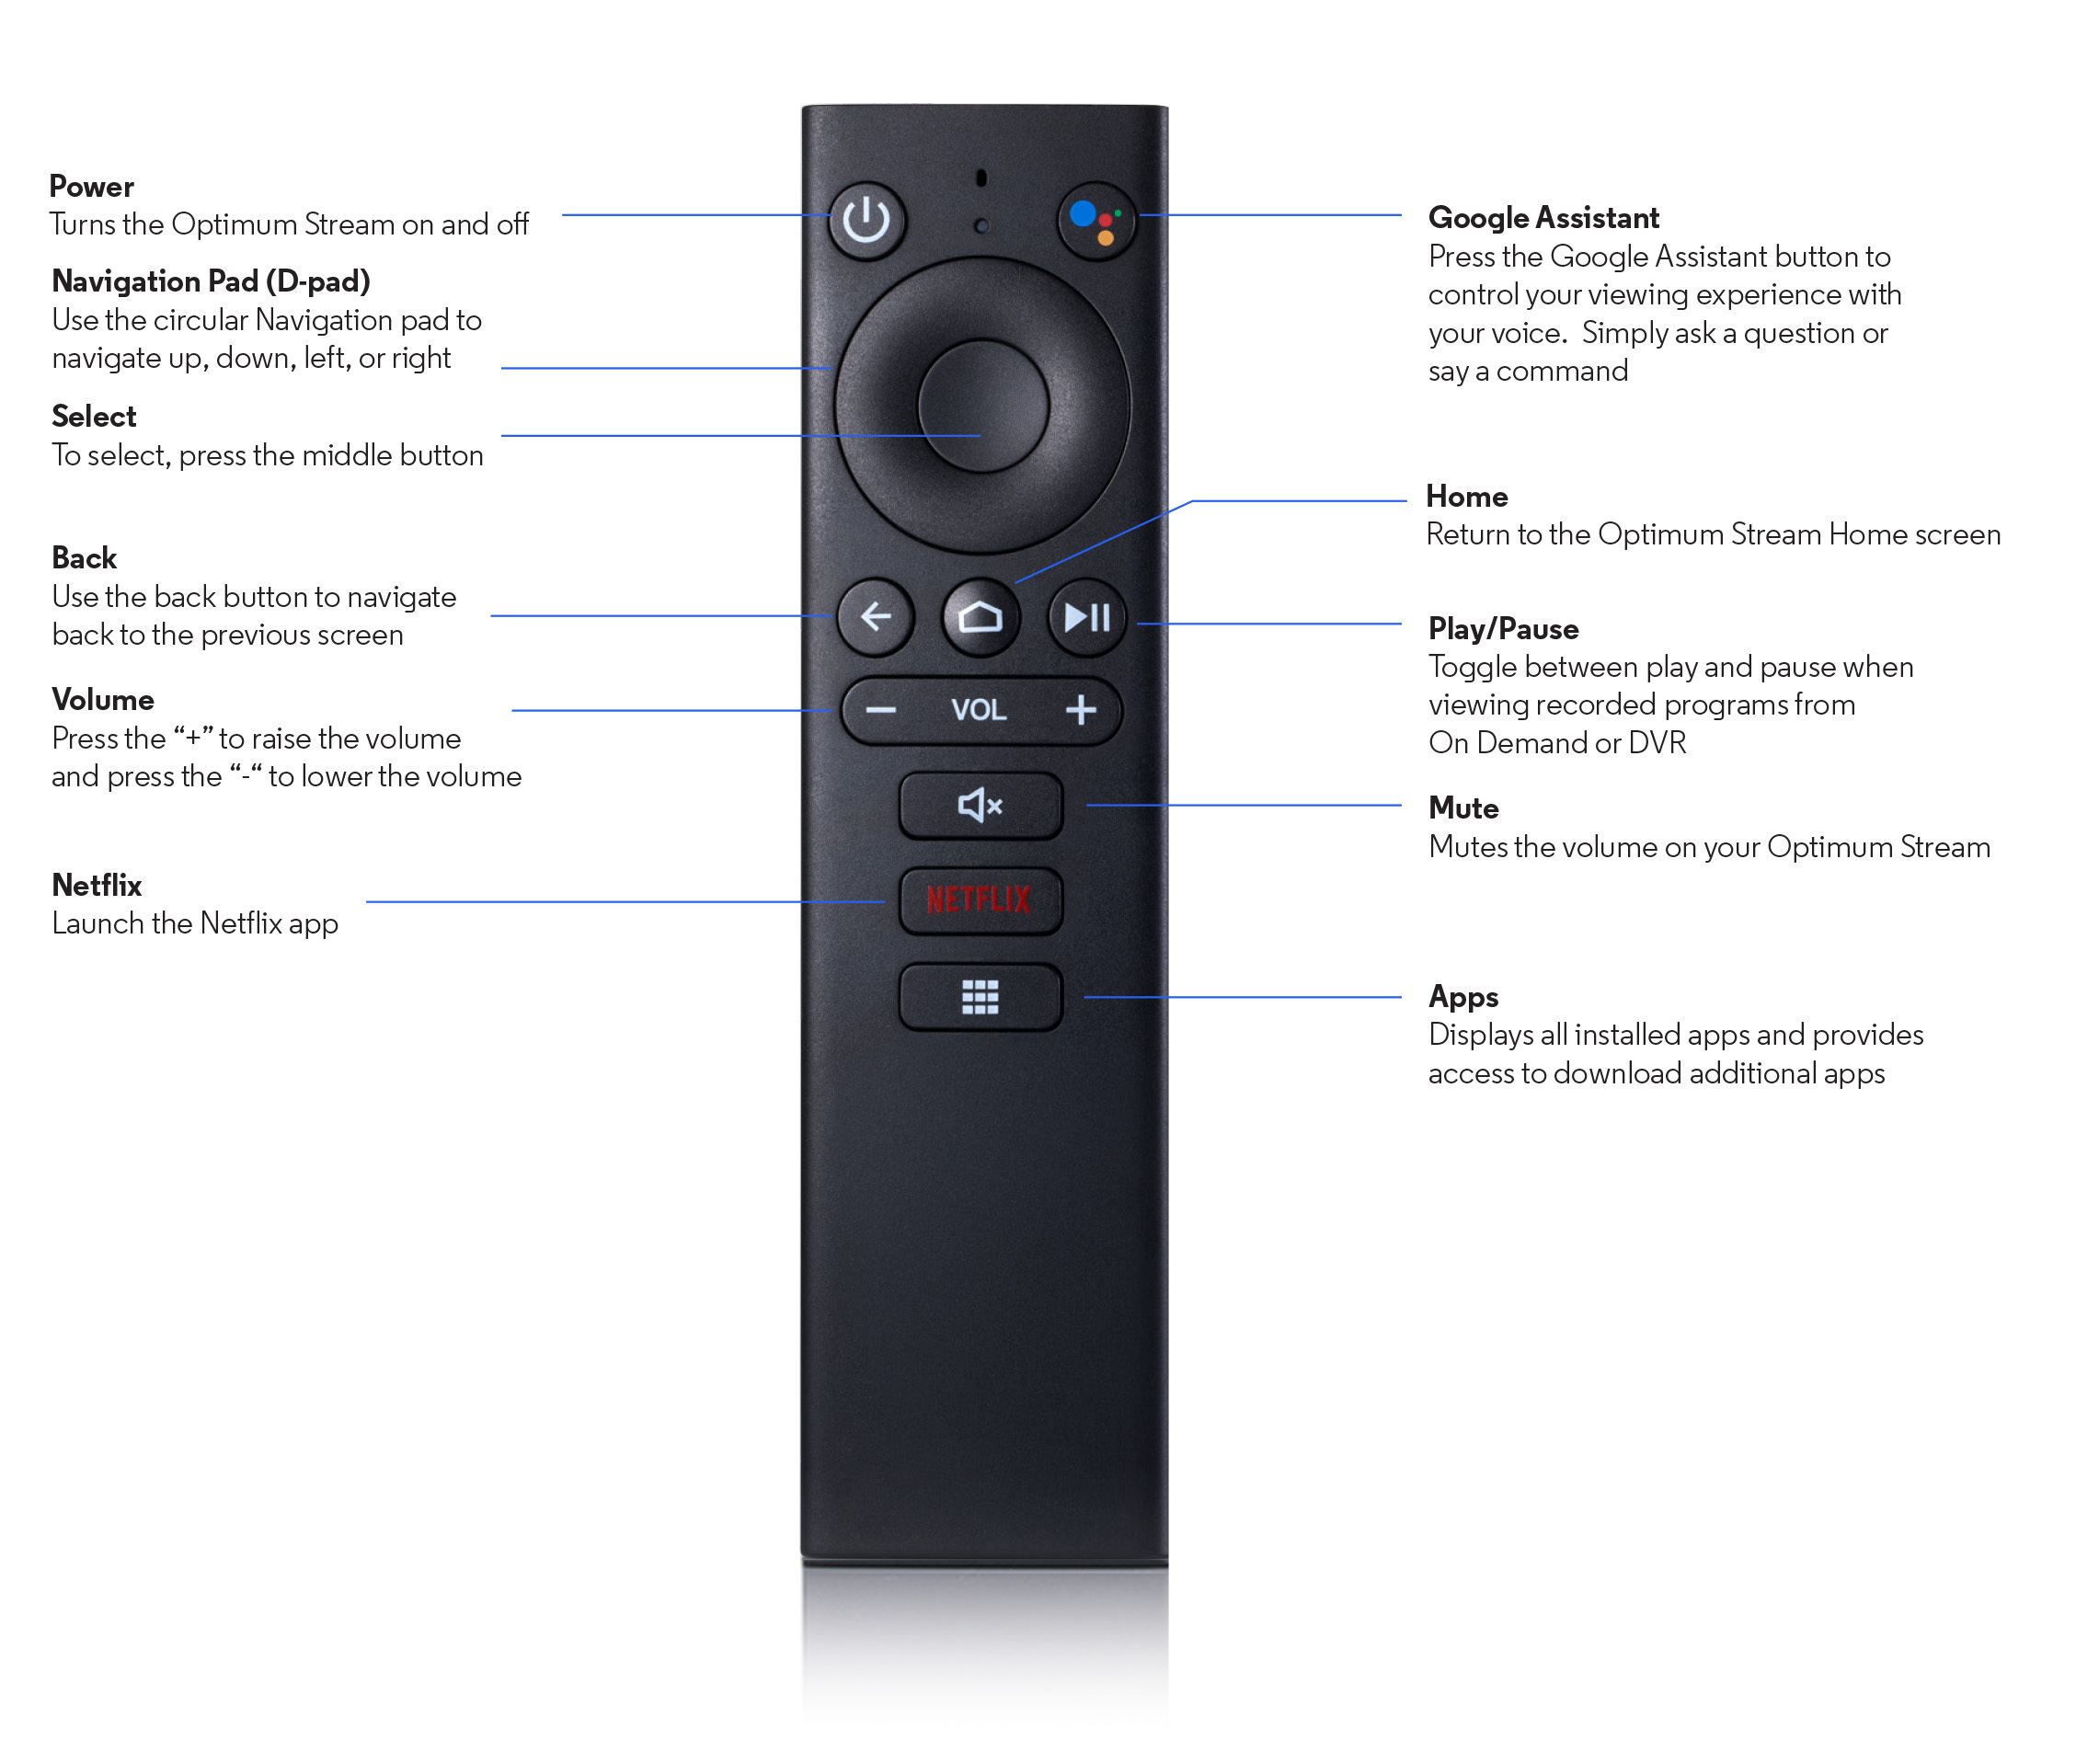 Power
Turns the Optimum Stream on and off
Navigation Pad (D-pad)
Use the circular Navigation pad to
navigate up, down, left, or right
Select
To select, press the middle button
Back
Use the back button to navigate
back to the previous screen
Volume
Press the “+” to raise the volume
and press the “-“ to lower the volume
Netflix
Launch the Netflix app
VOL
NETFLIX
Google Assistant
Press the Google Assistant button to
control your viewing experience with
your voice.  Simply ask a question or
say a command
Home
Return to the Optimum Stream Home screen
Play/Pause
Toggle between play and pause when
viewing recorded programs from
On Demand or DVR
Mute
Mutes the volume on your Optimum Stream
Apps
Displays all installed apps and provides
access to download additional apps